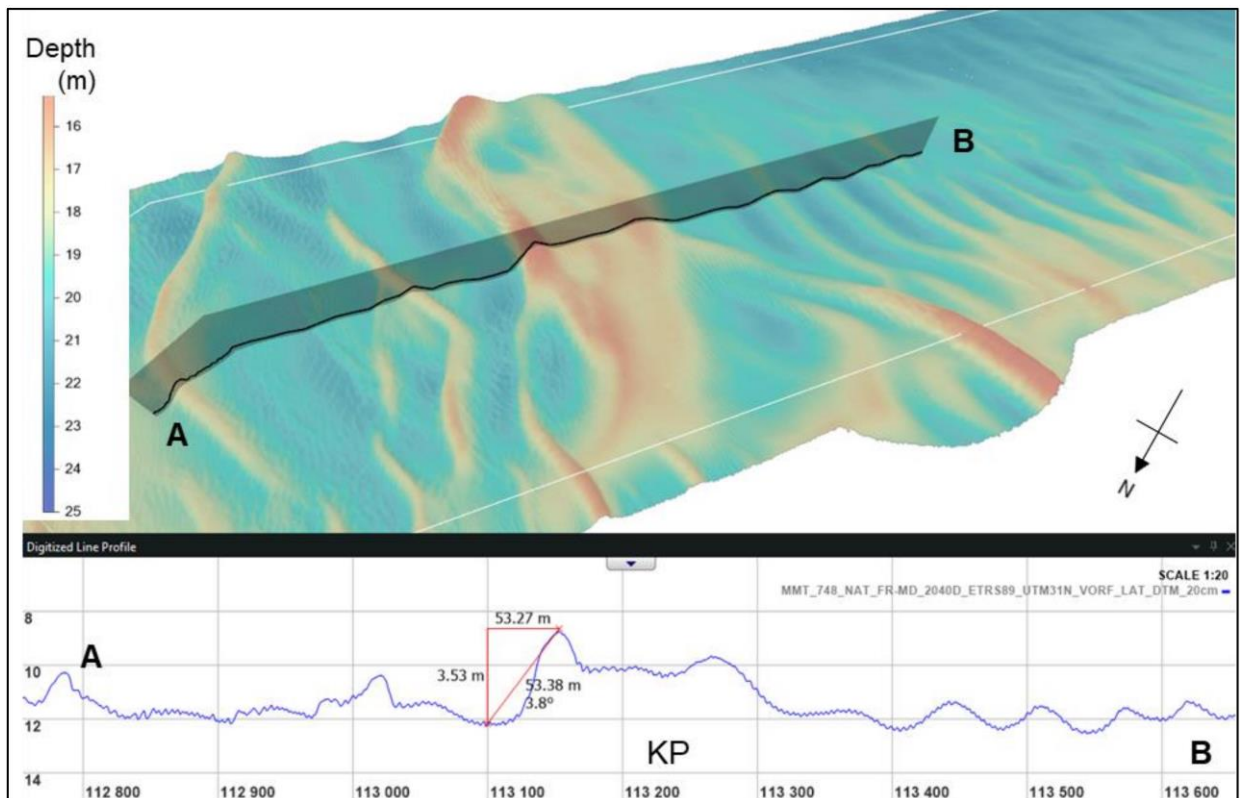 Depth
(m)
16
17
18
19
20
21
22
23
24
25
A
B
N
Digitized Line Profile
SCALE 1:20
MMT_748_NAT_FR-MD_2040D_ETRS89_UTM31N_VORF_LAT_DTM_20cm
8
10
12
14
A
53.27 m
3.53 m
53.38 m
3.8º
KP
B
112 800
112 900
113 000
113 100
113 200
113 300
113 400
113 500
113 600